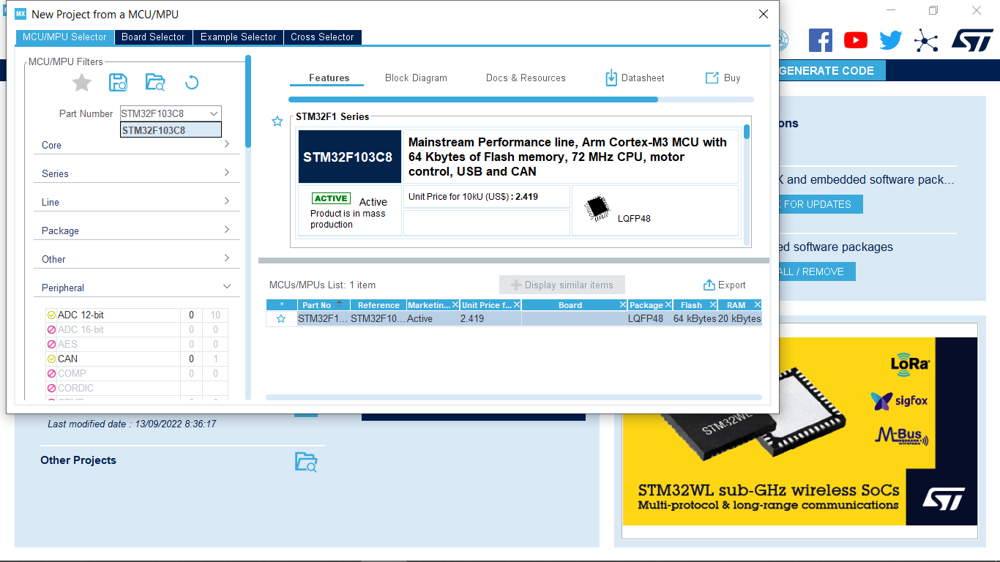 New Project from a MCU/MPU
MCU/MPU Selector
Board Selector
Example Selector
Cross Selector
MCU/MPU Filters
Part Number
STM32F103C8
STM32F103C8
Core
Series
Line
Package
Other
Peripheral
ADC 12-bit 0 10
ADC 16-bit 0 0
AES 0 0
CAN 0 1
COMP 0 0
CORDIC
Features
Block Diagram
Docs & Resources
Datasheet
Buy
STM32F1 Series
STM32F103C8
Mainstream Performance line, Arm Cortex-M3 MCU with
64 Kbytes of Flash memory, 72 MHz CPU, motor
control, USB and CAN
ACTIVE Active
Product is in mass
production
Unit Price for 10kU (US$) : 2.419
LQFP48
MCUs/MPUs List: 1 item
Display similar items
Export
* Part No Reference Marketin... Unit Price f... Board Package Flash RAM
STM32F1... STM32F10... Active 2.419 LQFP48 64 kBytes 20 kBytes
ST
GENERATE CODE
ons
X and embedded software pack...
FOR UPDATES
ed software packages
ALL / REMOVE
Last modified date : 13/09/2022 8:36:17
Other Projects
LoRa
sigfox
M-Bus
wireless
STM32WL
STM32WL sub-GHz wireless SoCs
Multi-protocol & long-range communications
ST